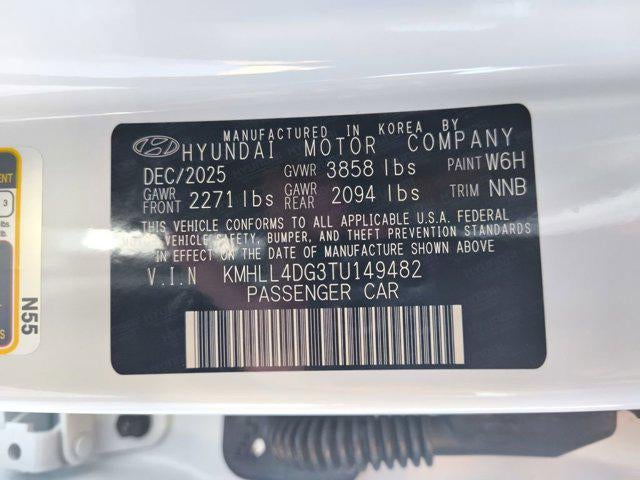 MANUFACTURED IN KOREA BY
HYUNDAI MOTOR COMPANY
DEC/2025 GVWR 3858 lbs PAINT W6H
GAWR FRONT 2271 lbs GAWR REAR 2094 lbs TRIM NNB
THIS VEHICLE CONFORMS TO ALL APPLICABLE U.S.A. FEDERAL
VEHICLE SAFETY, BUMPER, AND THEFT PREVENTION STANDARDS
IN EFFECT ON THE DATE OF MANUFACTURE SHOWN ABOVE
V.I.N KMHLL4DG3TU149482
PASSENGER CAR
3
lbs.
N55